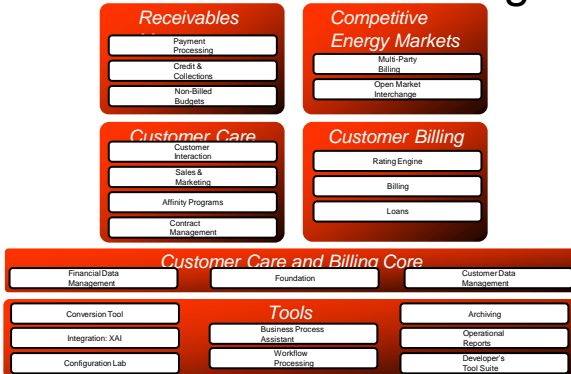 Receivables
Payment
Processing
Credit &
Collections
Non-Billed
Budgets
Competitive
Energy Markets
Multi-Party
Billing
Open Market
Interchange
Customer Care
Customer
Interaction
Sales &
Marketing
Affinity Programs
Contract
Management
Customer Billing
Rating Engine
Billing
Loans
Customer Care and Billing Core
Financial Data
Management
Foundation
Customer Data
Management
Tools
Conversion Tool
Integration: XAI
Configuration Lab
Business Process
Assistant
Workflow
Processing
Archiving
Operational
Reports
Developer's
Tool Suite